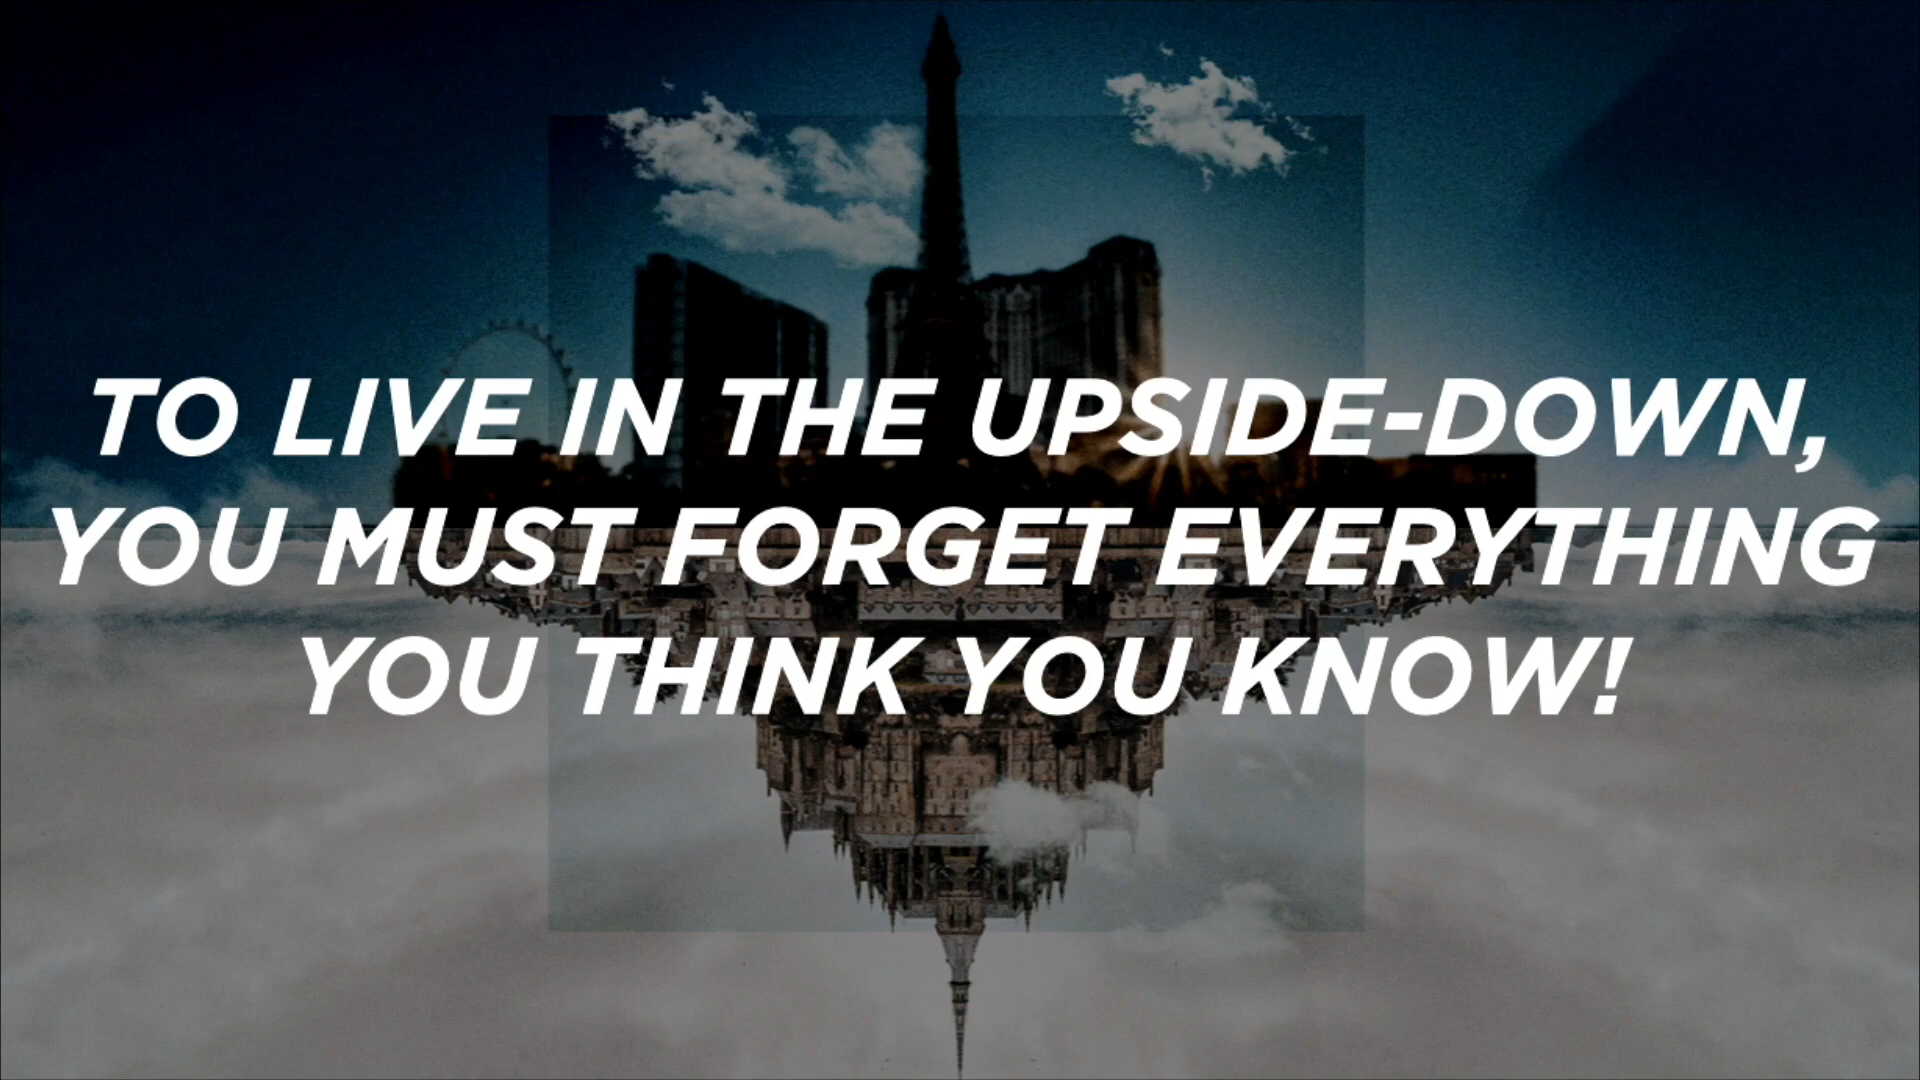 TO LIVE IN THE UPSIDE-DOWN,
YOU MUST FORGET EVERYTHING
YOU THINK YOU KNOW!